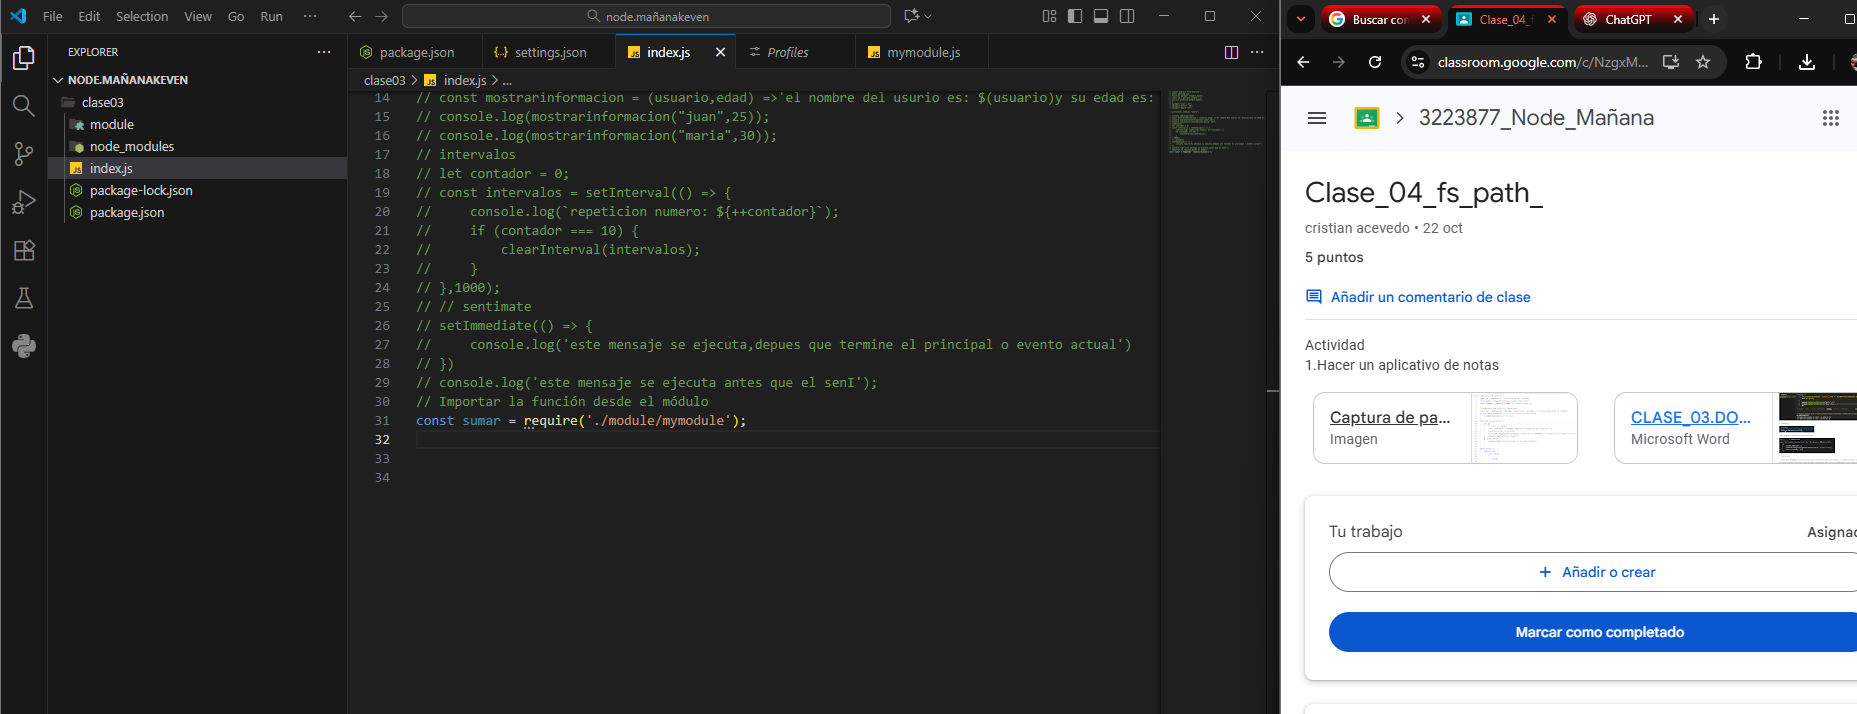 File Edit Selection View Go Run ···
node.mañanakeven
EXPLORER ···
NODE.MAÑANAKEVEN
clase03
module
node_modules
index.js
package-lock.json
package.json
package.json
settings.json
index.js
Profiles
mymodule.js
clase03 > index.js > ...
14 // const mostrarinformacion = (usuario,edad) =>'el nombre del usurio es: $(usuario)y su edad es:
15 // console.log(mostrarinformacion("juan",25));
16 // console.log(mostrarinformacion("maria",30));
17 // intervalos
18 // let contador = 0;
19 // const intervalos = setInterval(() => {
20 //     console.log(`repeticion numero: ${++contador}`);
21 //     if (contador === 10) {
22 //         clearInterval(intervalos);
23 //     }
24 // },1000);
25 // // sentimate
26 // setImmediate(() => {
27 //     console.log('este mensaje se ejecuta,depues que termine el principal o evento actual')
28 // })
29 // console.log('este mensaje se ejecuta antes que el senI');
30 // Importar la función desde el módulo
31 const sumar = require('./module/mymodule');
32
33
34
Buscar con
Clase_04_f
ChatGPT
classroom.google.com/c/NzgxM...
3223877_Node_Mañana
Clase_04_fs_path_
cristian acevedo • 22 oct
5 puntos
Añadir un comentario de clase
Actividad
1.Hacer un aplicativo de notas
Captura de pa...
Imagen
CLASE_03.DO...
Microsoft Word
Tu trabajo
Asignad
+ Añadir o crear
Marcar como completado